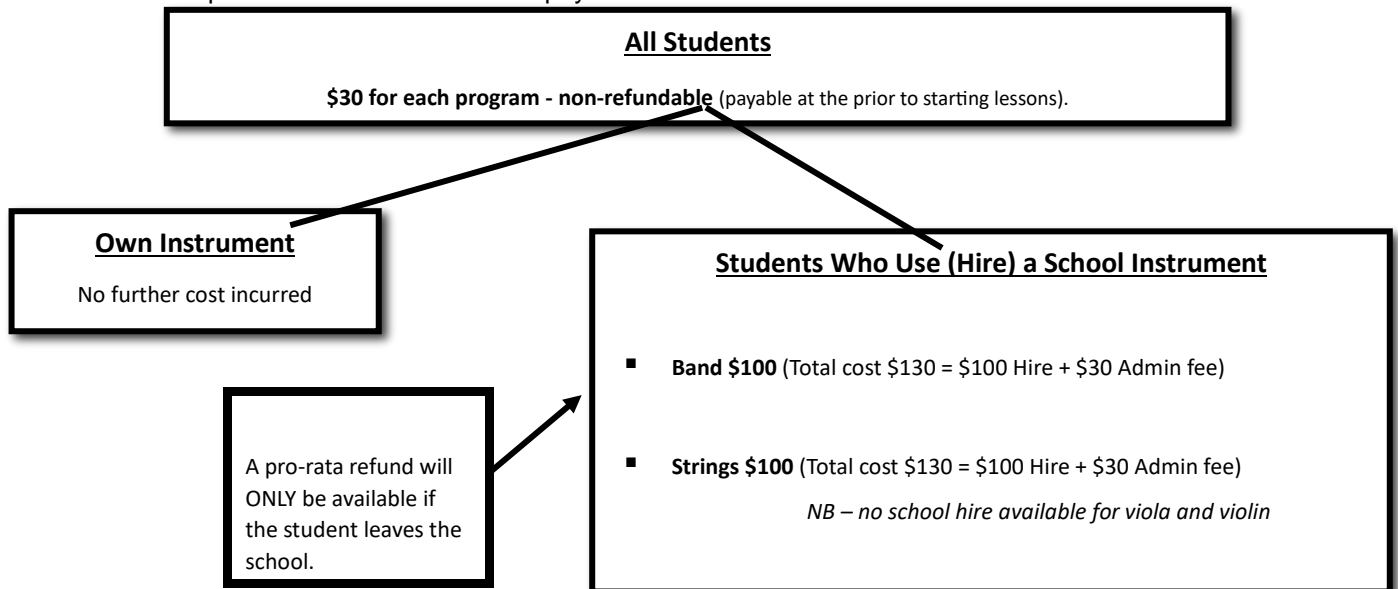 All Students
$30 for each program - non-refundable (payable at the prior to starting lessons).
Own Instrument
No further cost incurred
Students Who Use (Hire) a School Instrument
▪ Band $100 (Total cost $130 = $100 Hire + $30 Admin fee)
▪ Strings $100 (Total cost $130 = $100 Hire + $30 Admin fee)
NB – no school hire available for viola and violin
A pro-rata refund will
ONLY be available if
the student leaves the
school.